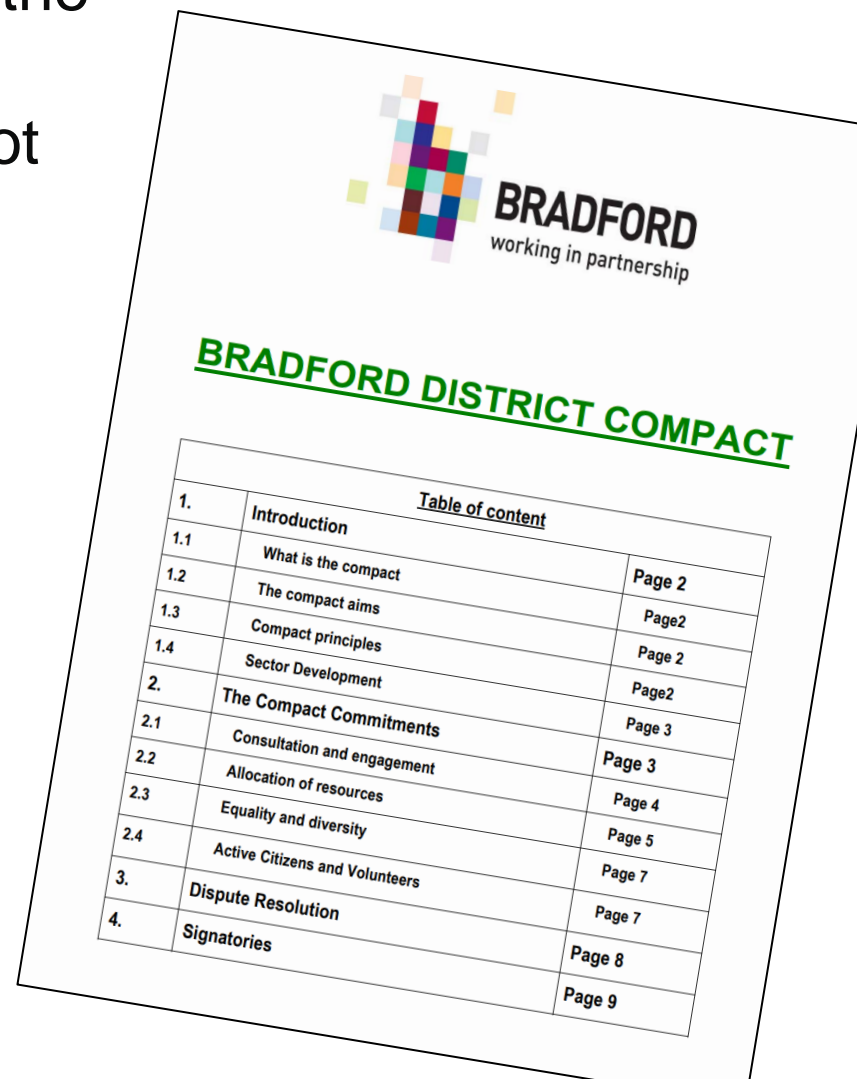 the
ot
BRADFORD
working in partnership
BRADFORD DISTRICT COMPACT
Table of content
1. Introduction Page 2
1.1 What is the compact Page2
1.2 The compact aims Page 2
1.3 Compact principles Page2
1.4 Sector Development Page 3
2. The Compact Commitments Page 3
2.1 Consultation and engagement Page 4
2.2 Allocation of resources Page 5
2.3 Equality and diversity Page 7
2.4 Active Citizens and Volunteers Page 7
3. Dispute Resolution Page 8
4. Signatories Page 9